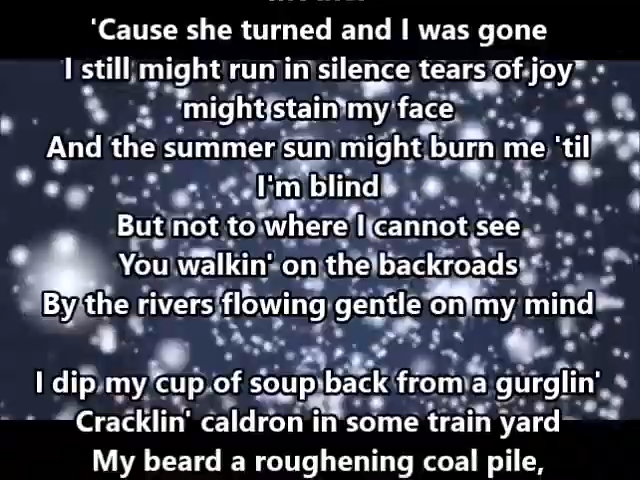 'Cause she turned and I was gone
I still might run in silence tears of joy
might stain my face
And the summer sun might burn me 'til
I'm blind
But not to where I cannot see
You walkin' on the backroads
By the rivers flowing gentle on my mind
I dip my cup of soup back from a gurglin'
Cracklin' caldron in some train yard
My beard a roughening coal pile,